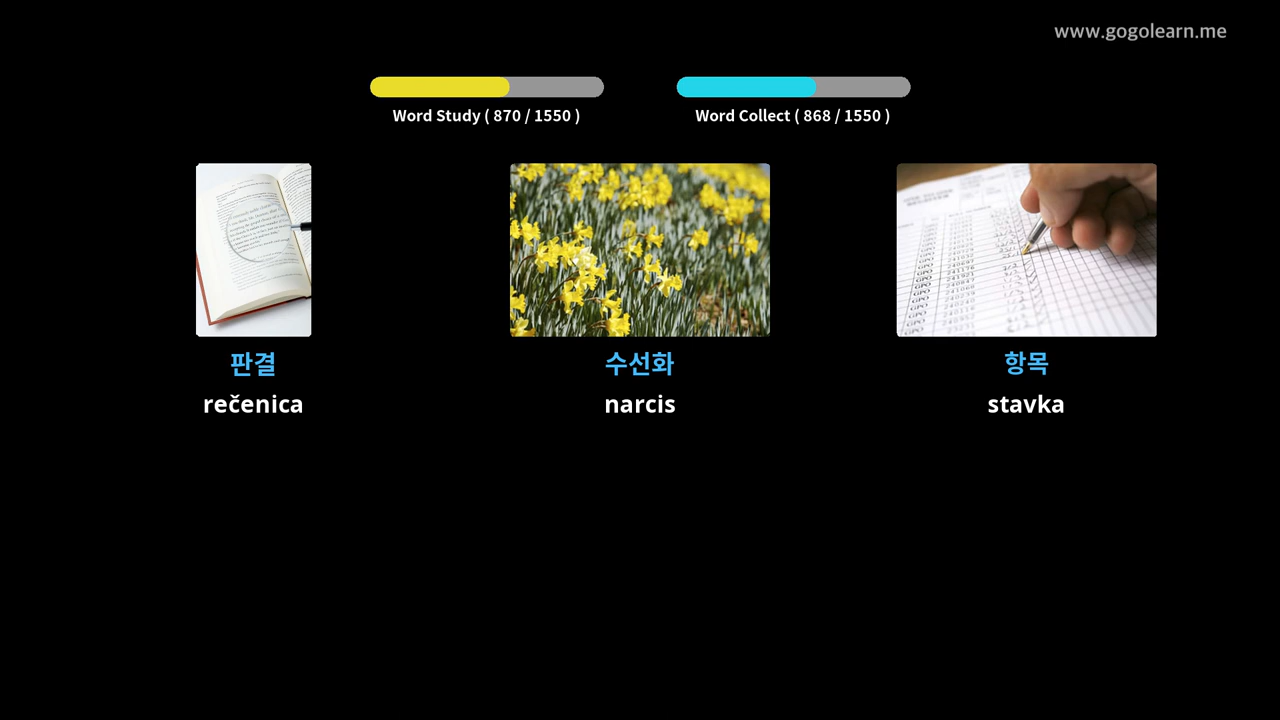 www.gogolearn.me
Word Study ( 870 / 1550 )
Word Collect ( 868 / 1550 )
판결
수선화
항목
rečenica
narcis
stavka